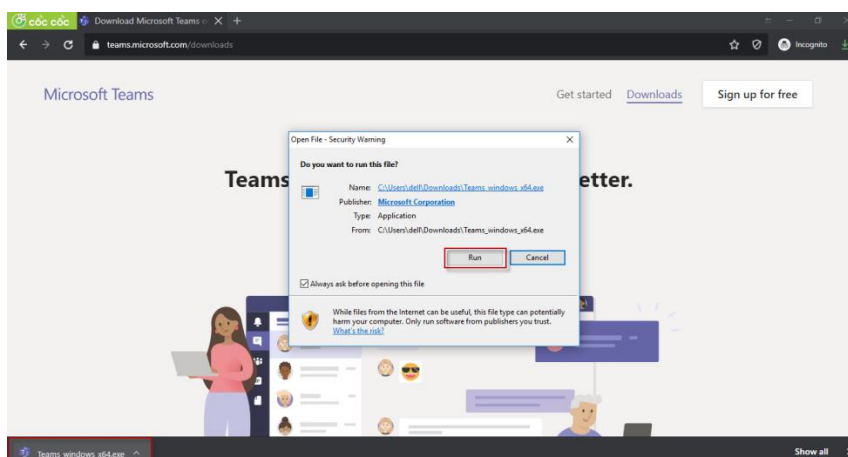 cốc cốc Download Microsoft Teams
teams.microsoft.com/downloads
Incognito
Microsoft Teams
Get started Downloads Sign up for free
Teams etter.
Open File - Security Warning
Do you want to run this file?
Name: C:\Users\dell\Downloads\Teams_windows_x64.exe
Publisher: Microsoft Corporation
Type: Application
From: C:\Users\dell\Downloads\Teams_windows_x64.exe
Run Cancel
Always ask before opening this file
While files from the Internet can be useful, this file type can potentially
harm your computer. Only run software from publishers you trust.
What's the risk?
Teams_windows_x64.exe Show all